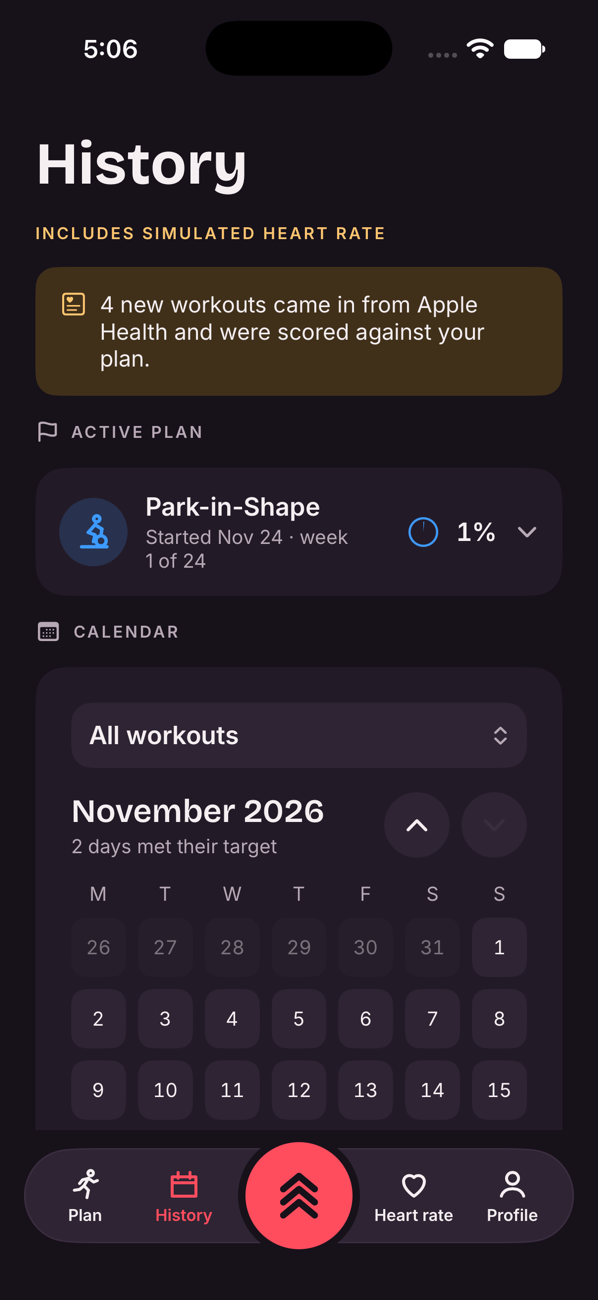 5:06
History
INCLUDES SIMULATED HEART RATE
4 new workouts came in from Apple
Health and were scored against your
plan.
ACTIVE PLAN
Park-in-Shape
Started Nov 24 · week
1 of 24
1%
CALENDAR
All workouts
November 2026
2 days met their target
M T W T F S S
26 27 28 29 30 31 1
2 3 4 5 6 7 8
9 10 11 12 13 14 15
Plan History Heart rate Profile